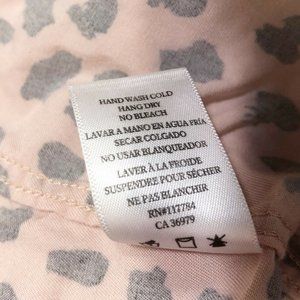 HAND WASH COLD
HANG DRY
NO BLEACH
LAVAR A MANO EN AGUA FRÍA
SECAR COLGADO
NO USAR BLANQUEADOR
LAVER À LA FROIDE
SUSPENDRE POUR SÉCHER
NE PAS BLANCHIR
RN#117784
CA 36979